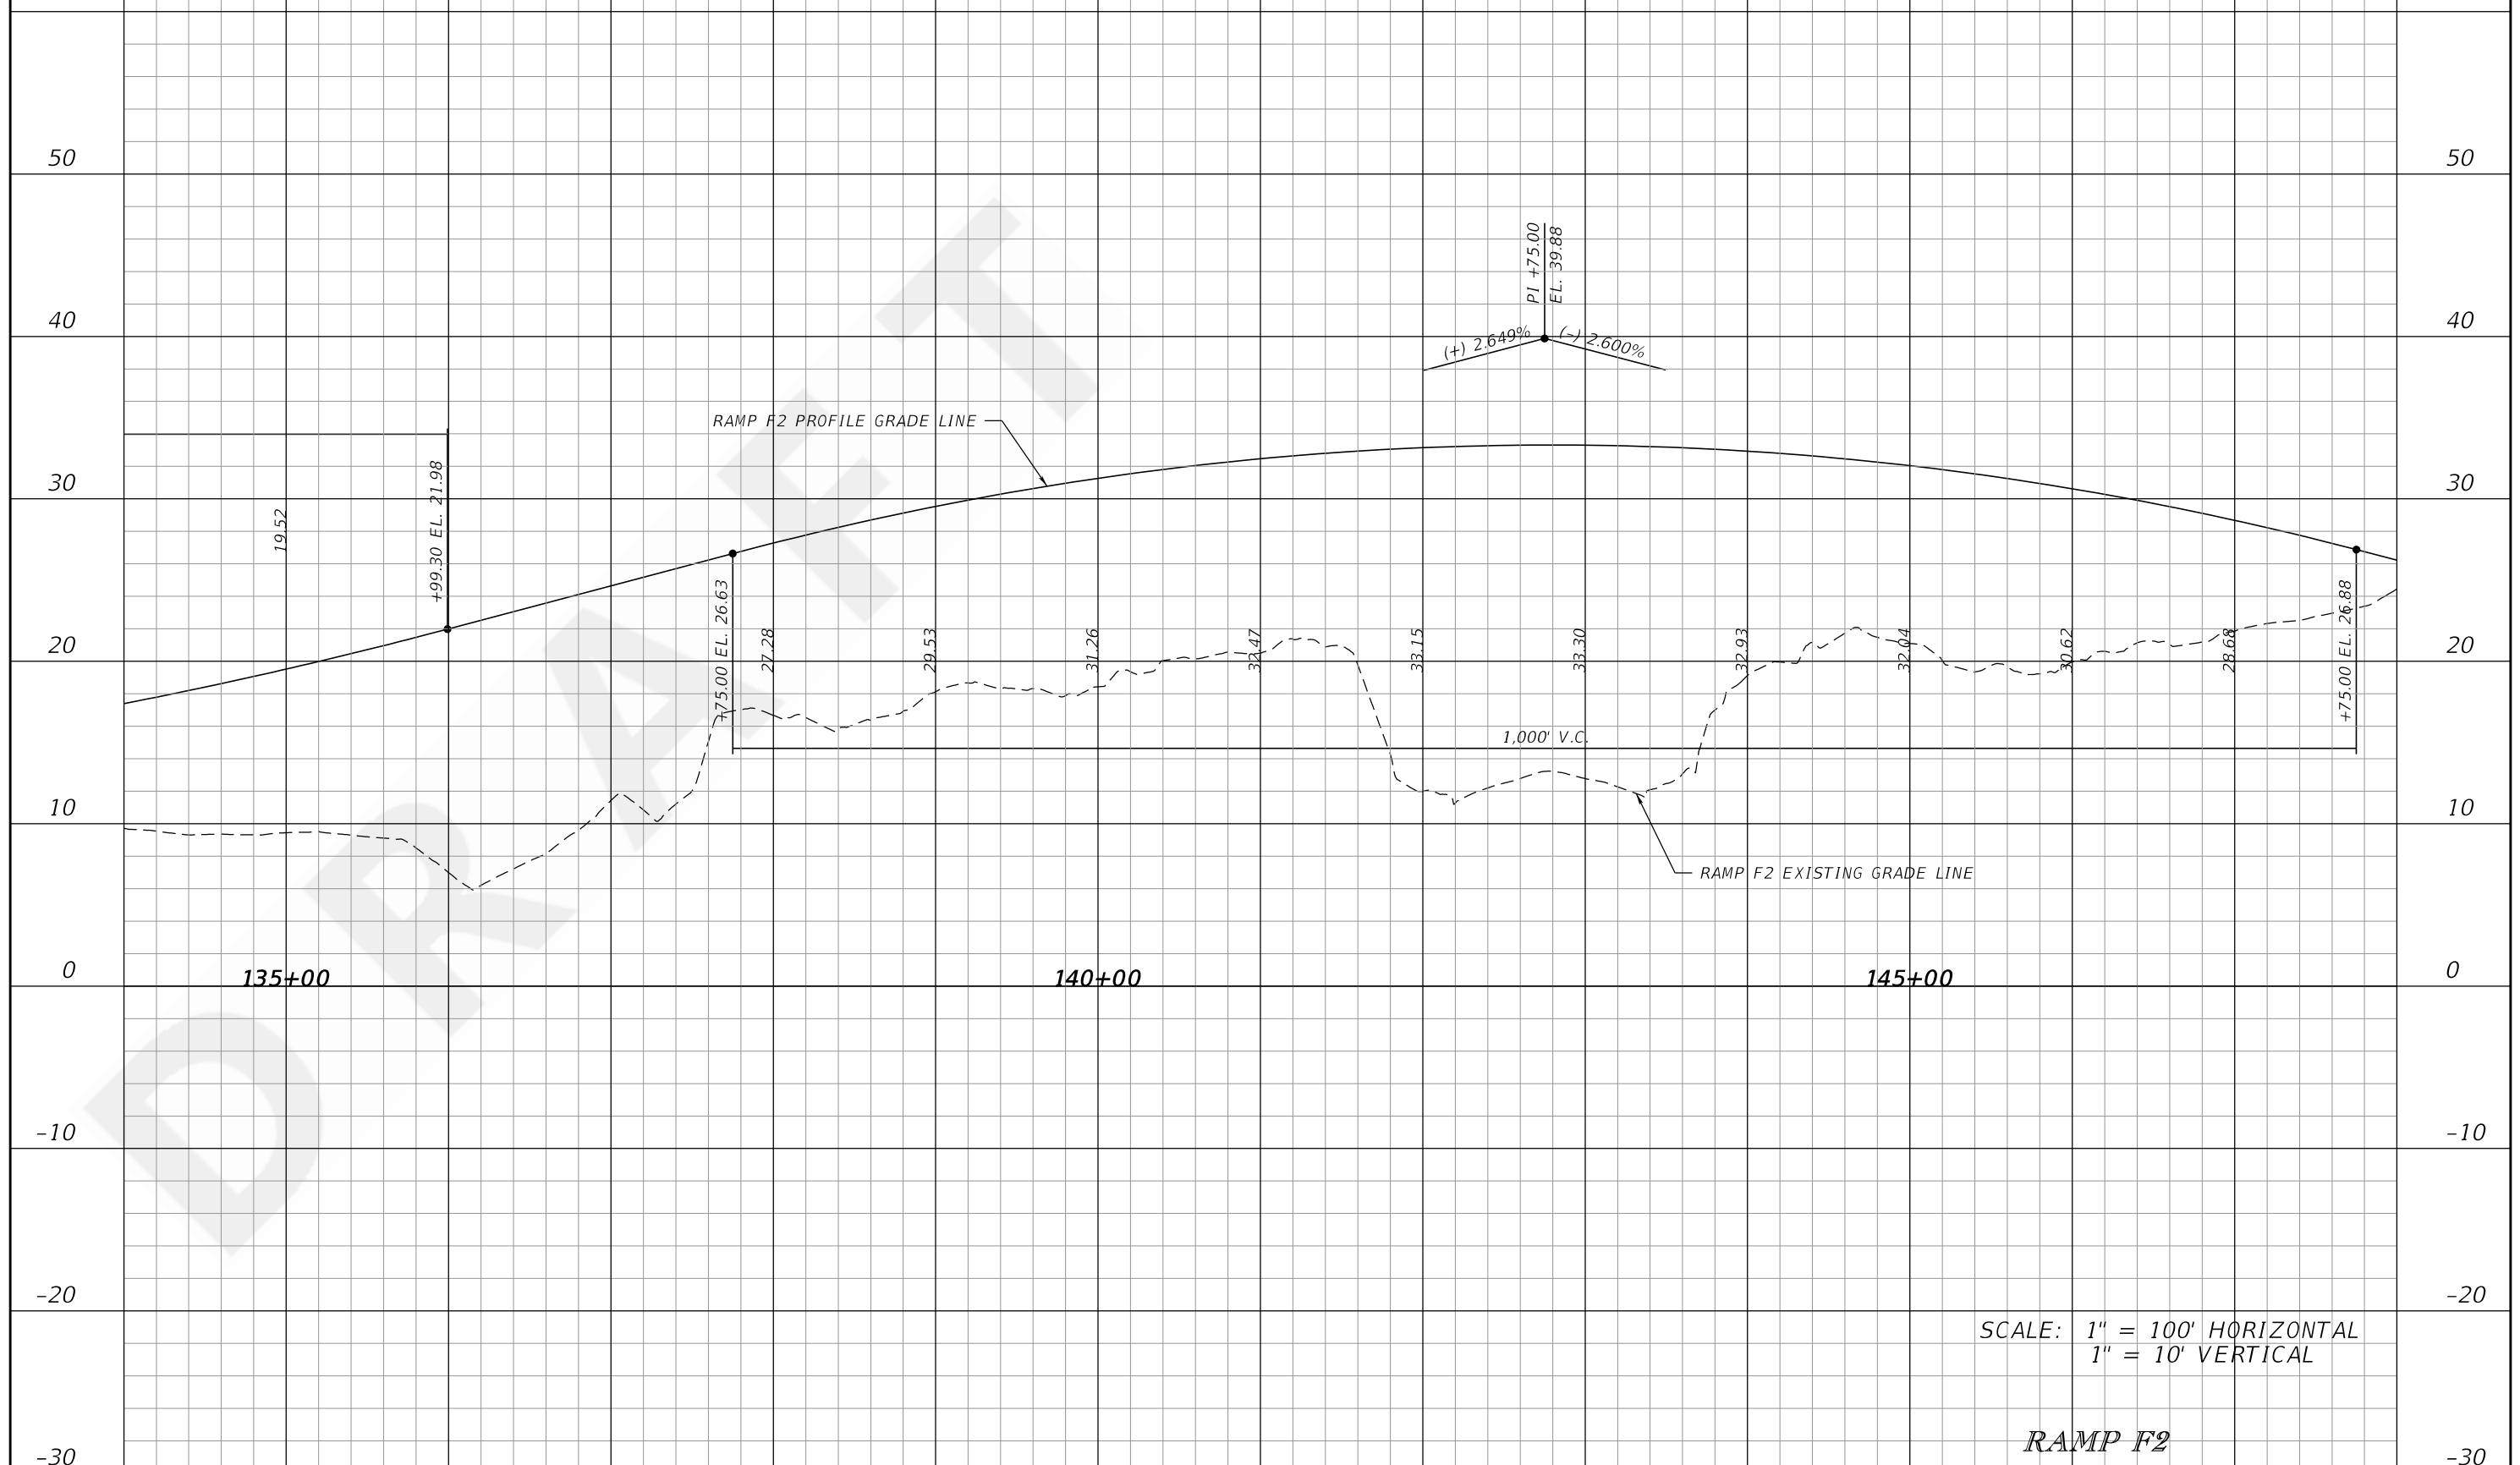 50
50
PI +75.00
EL. 39.88
40
40
(+) 2.649%
(-) 2.600%
RAMP F2 PROFILE GRADE LINE
30
30
19.52
+99.30 EL. 21.98
+75.00 EL. 26.63
27.28
29.53
31.26
32.47
33.15
33.30
32.93
32.04
30.62
28.68
+75.00 EL. 26.88
20
20
1,000' V.C.
10
10
RAMP F2 EXISTING GRADE LINE
0
135+00
140+00
145+00
0
-10
-10
-20
-20
SCALE: 1" = 100' HORIZONTAL
1" = 10' VERTICAL
RAMP F2
-30
-30
DRAFT